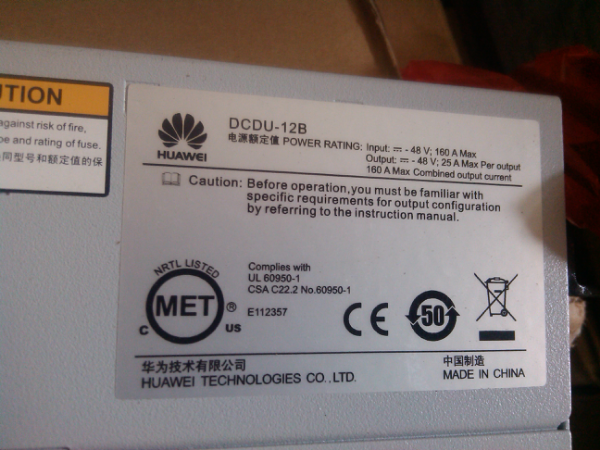 UTION
against risk of fire,
pe and rating of fuse.
同型号和额定值的保
HUAWEI
DCDU-12B
电源额定值 POWER RATING: Input: ⎓ - 48 V; 160 A Max
Output: ⎓ - 48 V; 25 A Max Per output
160 A Max Combined output current
Caution: Before operation,you must be familiar with
specific requirements for output configuration
by referring to the instruction manual.
NRTL LISTED
MET ®
C US
Complies with
UL 60950-1
CSA C22.2 No.60950-1
E112357
CE
50
华为技术有限公司
HUAWEI TECHNOLOGIES CO.,LTD.
中国制造
MADE IN CHINA